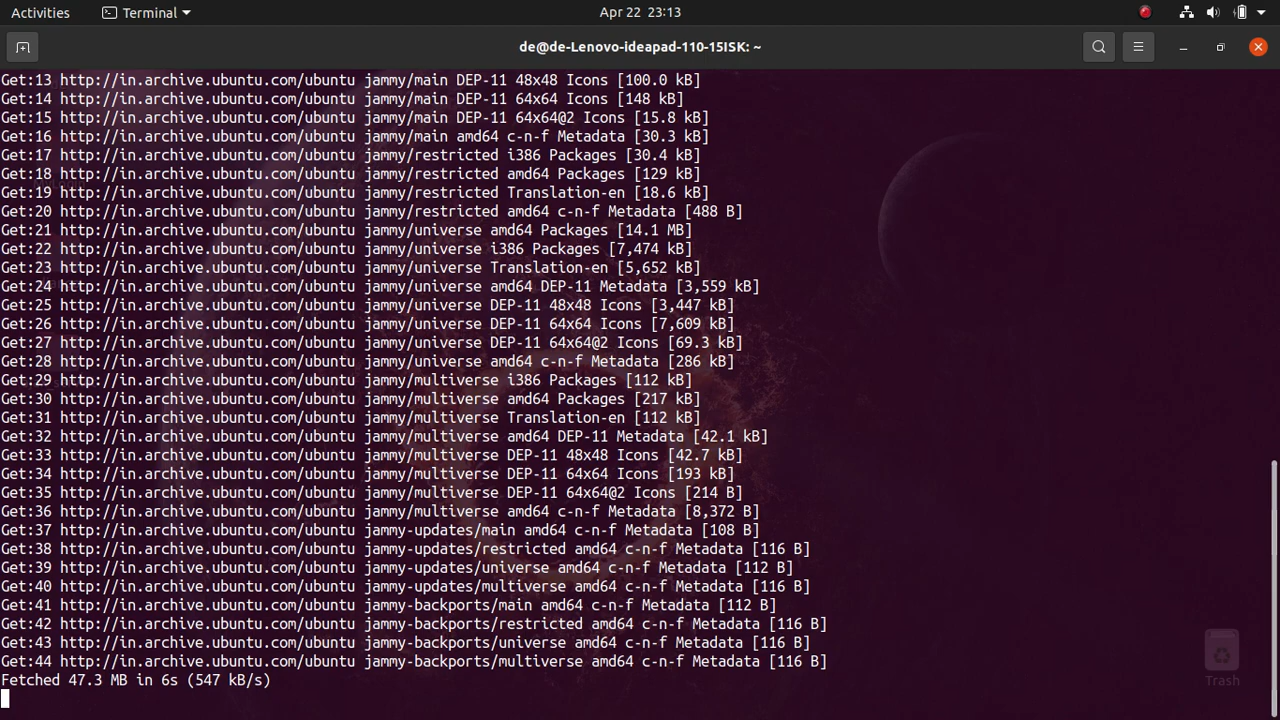 Activities Terminal Apr 22 23:13
de@de-Lenovo-ideapad-110-15ISK: ~
Get:13 http://in.archive.ubuntu.com/ubuntu jammy/main DEP-11 48x48 Icons [100.0 kB]
Get:14 http://in.archive.ubuntu.com/ubuntu jammy/main DEP-11 64x64 Icons [148 kB]
Get:15 http://in.archive.ubuntu.com/ubuntu jammy/main DEP-11 64x64@2 Icons [15.8 kB]
Get:16 http://in.archive.ubuntu.com/ubuntu jammy/main amd64 c-n-f Metadata [30.3 kB]
Get:17 http://in.archive.ubuntu.com/ubuntu jammy/restricted i386 Packages [30.4 kB]
Get:18 http://in.archive.ubuntu.com/ubuntu jammy/restricted amd64 Packages [129 kB]
Get:19 http://in.archive.ubuntu.com/ubuntu jammy/restricted Translation-en [18.6 kB]
Get:20 http://in.archive.ubuntu.com/ubuntu jammy/restricted amd64 c-n-f Metadata [488 B]
Get:21 http://in.archive.ubuntu.com/ubuntu jammy/universe amd64 Packages [14.1 MB]
Get:22 http://in.archive.ubuntu.com/ubuntu jammy/universe i386 Packages [7,474 kB]
Get:23 http://in.archive.ubuntu.com/ubuntu jammy/universe Translation-en [5,652 kB]
Get:24 http://in.archive.ubuntu.com/ubuntu jammy/universe amd64 DEP-11 Metadata [3,559 kB]
Get:25 http://in.archive.ubuntu.com/ubuntu jammy/universe DEP-11 48x48 Icons [3,447 kB]
Get:26 http://in.archive.ubuntu.com/ubuntu jammy/universe DEP-11 64x64 Icons [7,609 kB]
Get:27 http://in.archive.ubuntu.com/ubuntu jammy/universe DEP-11 64x64@2 Icons [69.3 kB]
Get:28 http://in.archive.ubuntu.com/ubuntu jammy/universe amd64 c-n-f Metadata [286 kB]
Get:29 http://in.archive.ubuntu.com/ubuntu jammy/multiverse i386 Packages [112 kB]
Get:30 http://in.archive.ubuntu.com/ubuntu jammy/multiverse amd64 Packages [217 kB]
Get:31 http://in.archive.ubuntu.com/ubuntu jammy/multiverse Translation-en [112 kB]
Get:32 http://in.archive.ubuntu.com/ubuntu jammy/multiverse amd64 DEP-11 Metadata [42.1 kB]
Get:33 http://in.archive.ubuntu.com/ubuntu jammy/multiverse DEP-11 48x48 Icons [42.7 kB]
Get:34 http://in.archive.ubuntu.com/ubuntu jammy/multiverse DEP-11 64x64 Icons [193 kB]
Get:35 http://in.archive.ubuntu.com/ubuntu jammy/multiverse DEP-11 64x64@2 Icons [214 B]
Get:36 http://in.archive.ubuntu.com/ubuntu jammy/multiverse amd64 c-n-f Metadata [8,372 B]
Get:37 http://in.archive.ubuntu.com/ubuntu jammy-updates/main amd64 c-n-f Metadata [108 B]
Get:38 http://in.archive.ubuntu.com/ubuntu jammy-updates/restricted amd64 c-n-f Metadata [116 B]
Get:39 http://in.archive.ubuntu.com/ubuntu jammy-updates/universe amd64 c-n-f Metadata [112 B]
Get:40 http://in.archive.ubuntu.com/ubuntu jammy-updates/multiverse amd64 c-n-f Metadata [116 B]
Get:41 http://in.archive.ubuntu.com/ubuntu jammy-backports/main amd64 c-n-f Metadata [112 B]
Get:42 http://in.archive.ubuntu.com/ubuntu jammy-backports/restricted amd64 c-n-f Metadata [116 B]
Get:43 http://in.archive.ubuntu.com/ubuntu jammy-backports/universe amd64 c-n-f Metadata [116 B]
Get:44 http://in.archive.ubuntu.com/ubuntu jammy-backports/multiverse amd64 c-n-f Metadata [116 B]
Fetched 47.3 MB in 6s (547 kB/s)
Trash